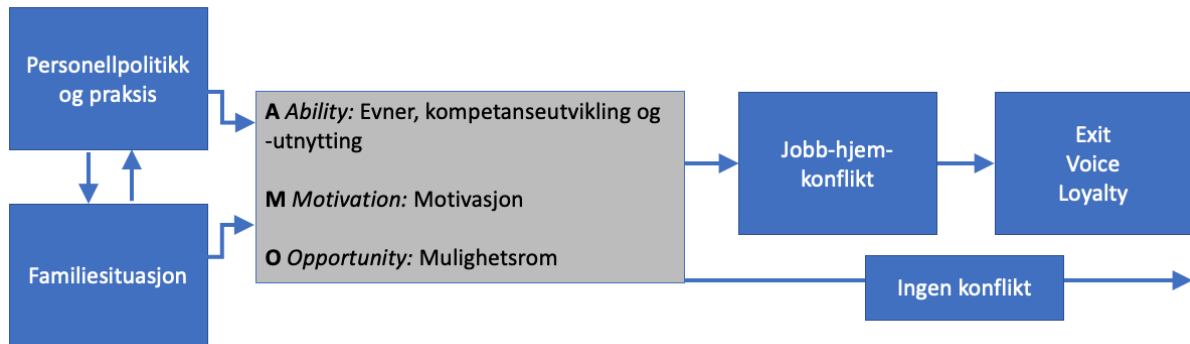 Personellpolitikk
og praksis
Familiesituasjon
A Ability: Evner, kompetanseutvikling og
-utnytting
M Motivation: Motivasjon
O Opportunity: Mulighetsrom
Jobb-hjem-
konflikt
Exit
Voice
Loyalty
Ingen konflikt